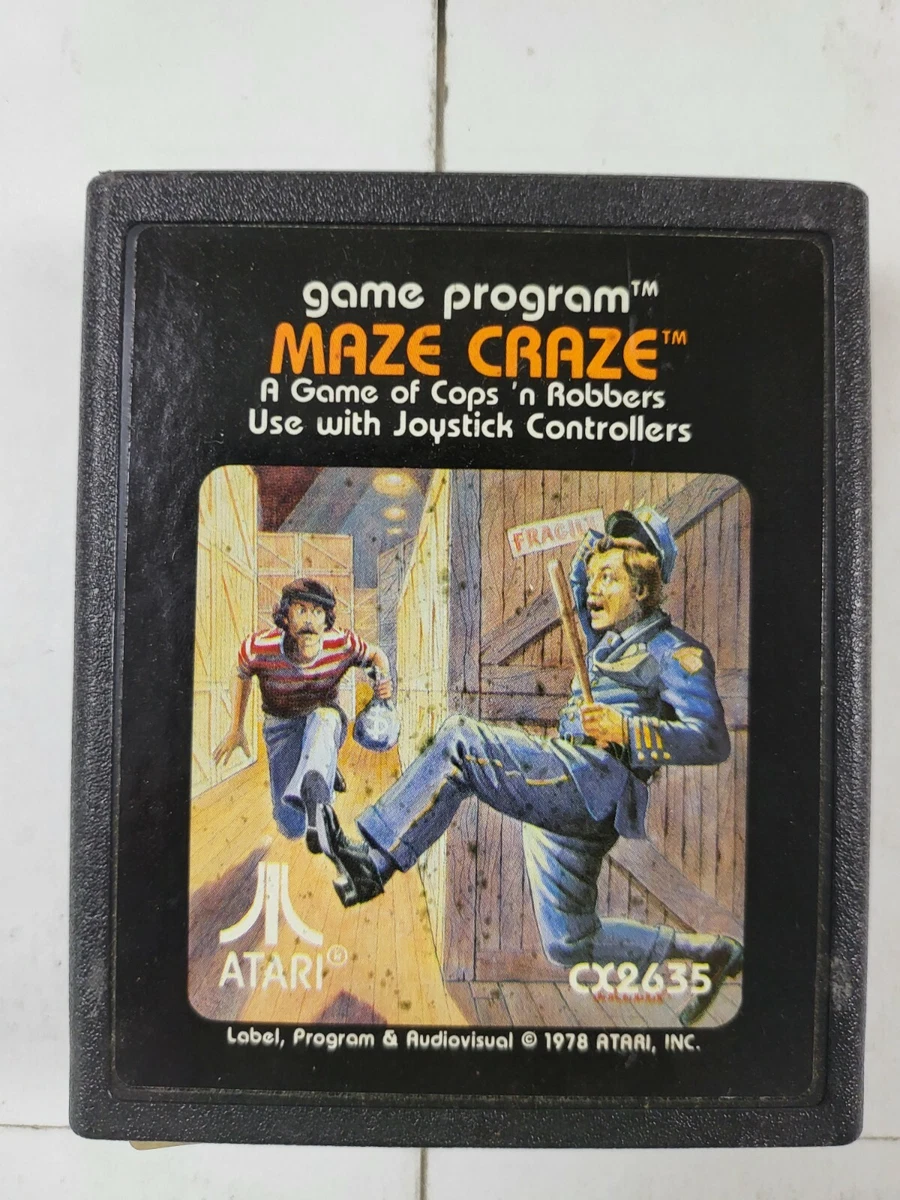 game program™
MAZE CRAZE™
A Game of Cops 'n Robbers
Use with Joystick Controllers
$
ATARI®
CX2635
Label, Program & Audiovisual © 1978 ATARI, INC.